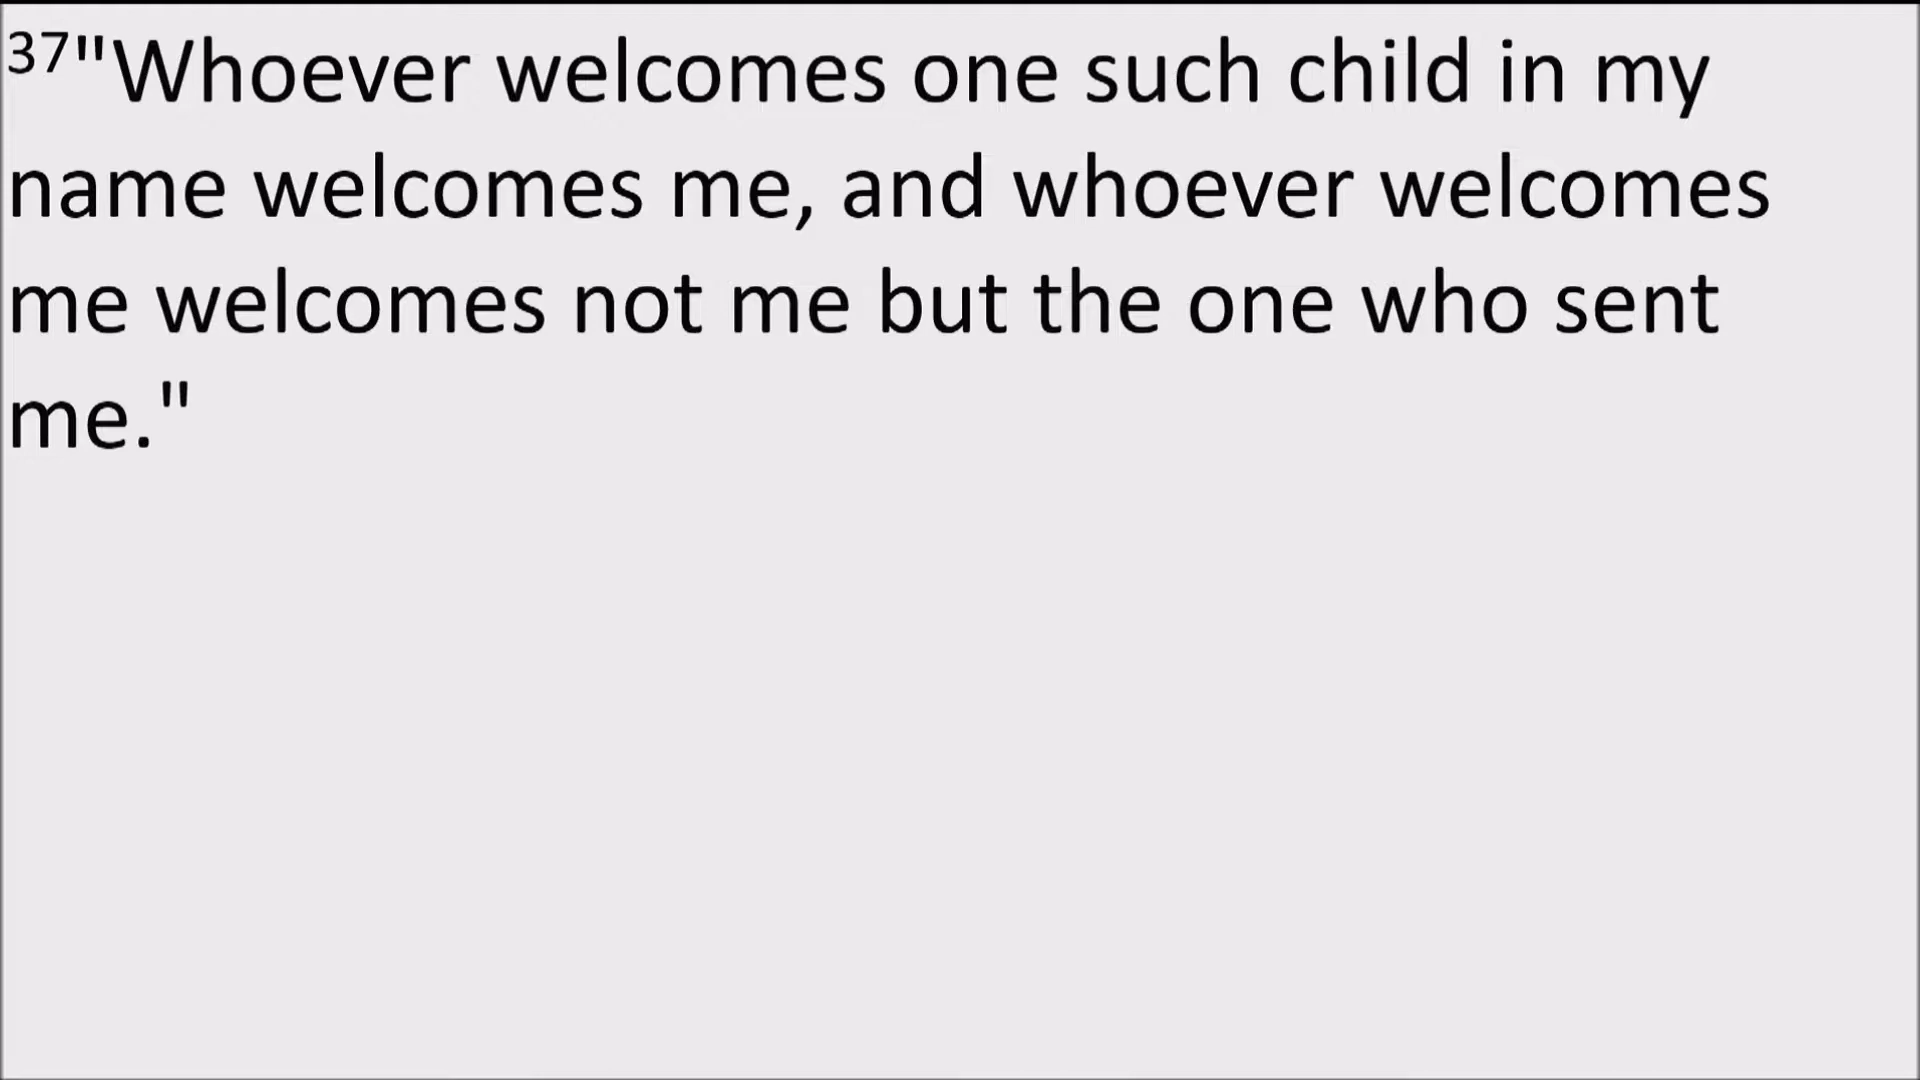 37"Whoever welcomes one such child in my
name welcomes me, and whoever welcomes
me welcomes not me but the one who sent
me."